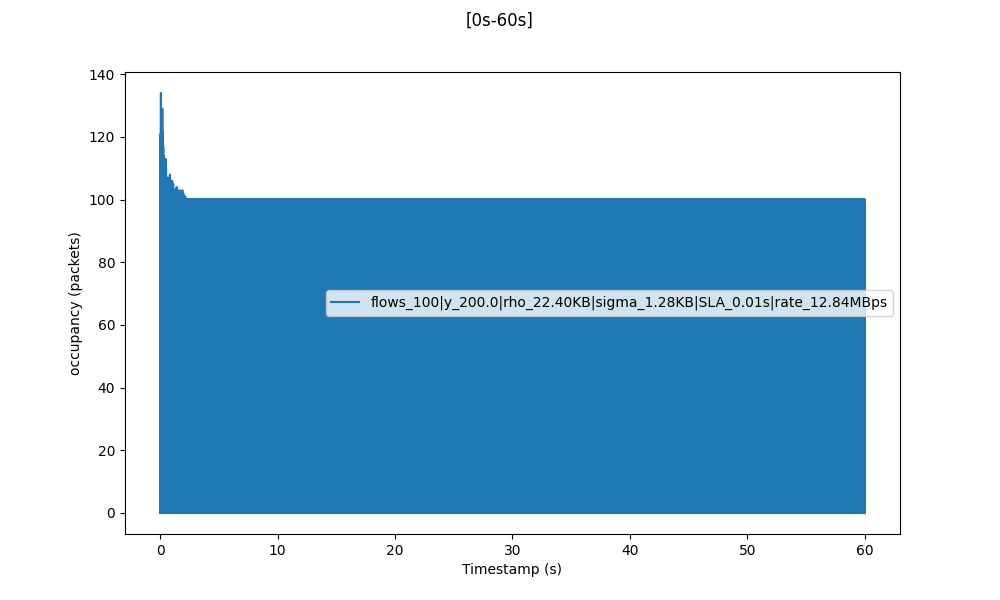 [0s-60s]
140
120
100
80
60
40
20
0
occupancy (packets)
flows_100|y_200.0|rho_22.40KB|sigma_1.28KB|SLA_0.01s|rate_12.84MBps
0 10 20 30 40 50 60
Timestamp (s)